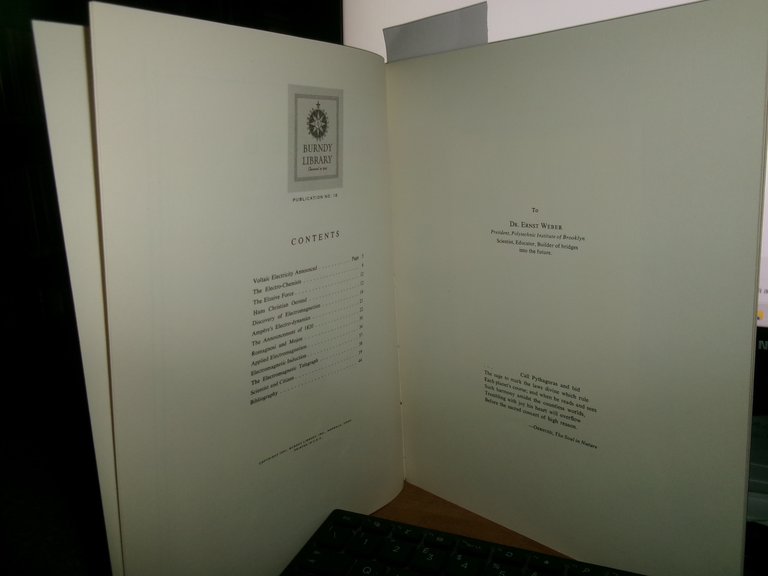 BURNDY
LIBRARY
PUBLICATION NO. 18
CONTENTS
Page
Voltaic Electricity Announced
The Electro-Chemists
The Elusive Force
Hans Christian Oersted
Discovery of Electromagnetism
Ampère's Electro-dynamics
The Announcement of 1820
Romagnosi and Mojon
Applied Electromagnetism
Electromagnetic Induction
The Electromagnetic Telegraph
Scientist and Citizen
Bibliography
To
Dr. Ernst Weber
President, Polytechnic Institute of Brooklyn
Scientist, Educator, Builder of bridges
into the future.
Call Pythagoras and bid
The sage to mark the laws divine which rule
Each planet's course, and when he reads and sees
Such harmony amidst the countless worlds,
Trembling with joy his heart will overflow
Before the sacred consort of high reason.
—Oersted, The Soul in Nature